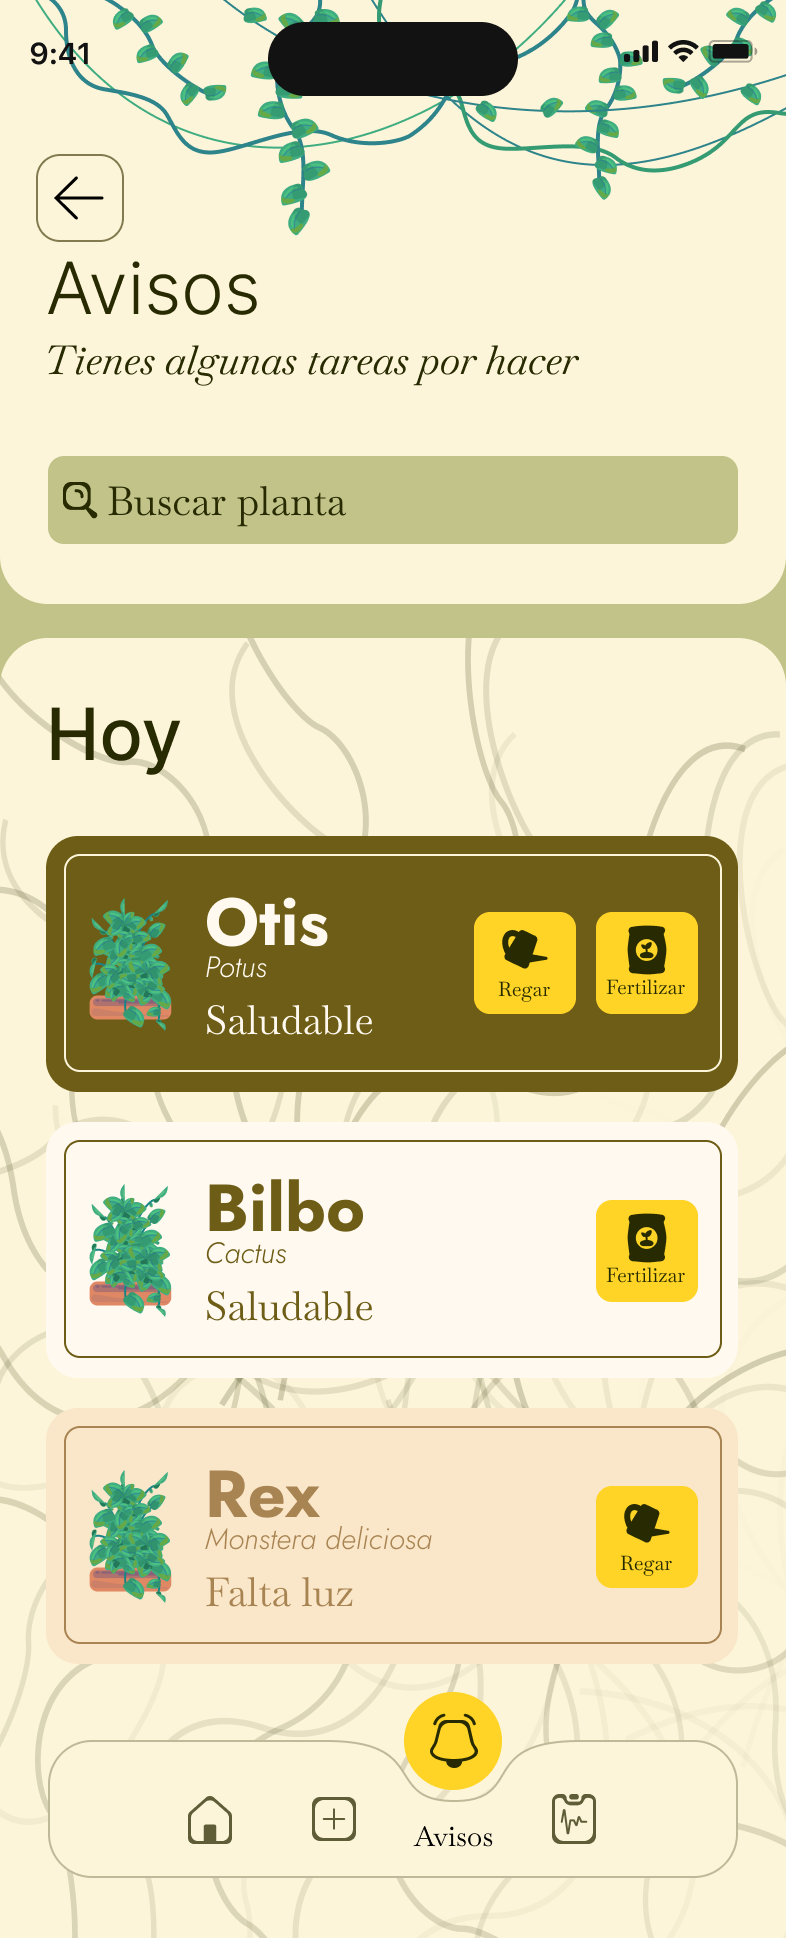 9:41
Avisos
Tienes algunas tareas por hacer
Buscar planta
Hoy
Otis
Potus
Saludable
Regar
Fertilizar
Bilbo
Cactus
Saludable
Fertilizar
Rex
Monstera deliciosa
Falta luz
Regar
Avisos